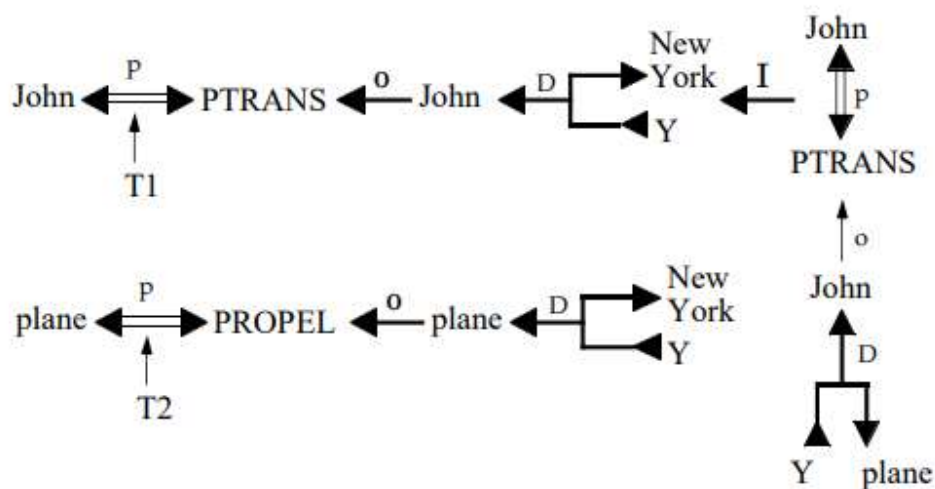 John p PTRANS o John D New York Y I John
p
PTRANS
T1
o
John
plane p PROPEL o plane D New York Y
D
T2
Y plane